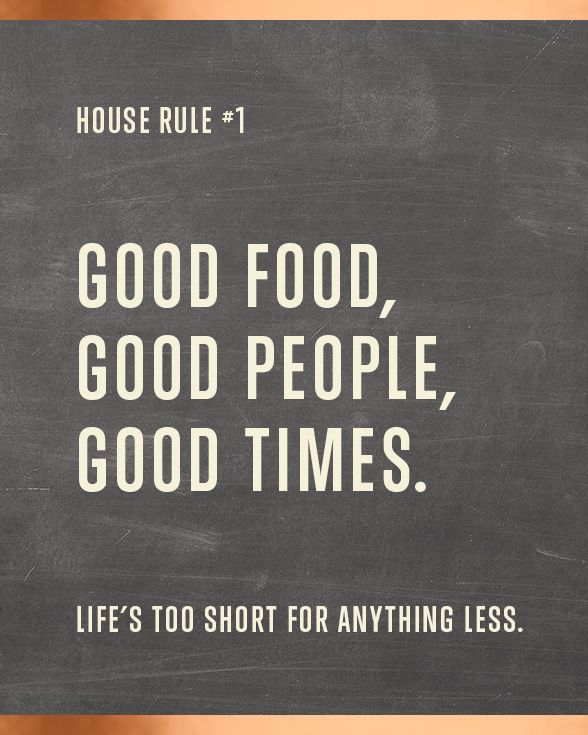 HOUSE RULE #1
GOOD FOOD,
GOOD PEOPLE,
GOOD TIMES.
LIFE'S TOO SHORT FOR ANYTHING LESS.